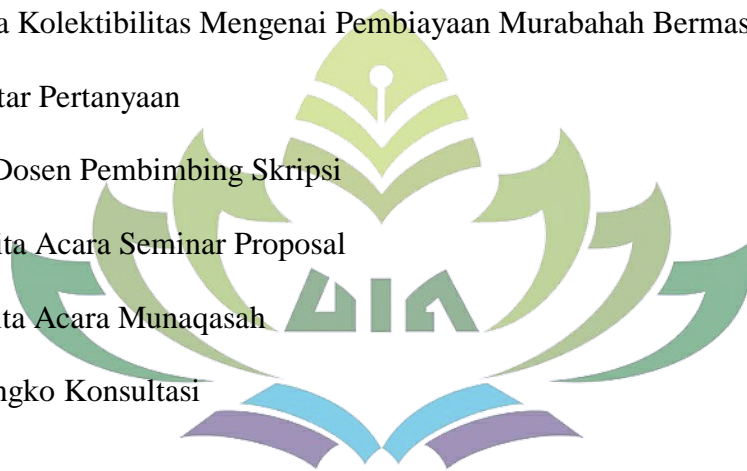 a Kolektibilitas Mengenai Pembiayaan Murabahah Bermas
tar Pertanyaan
Dosen Pembimbing Skripsi
ita Acara Seminar Proposal
ita Acara Munaqasah
UIN
ngko Konsultasi